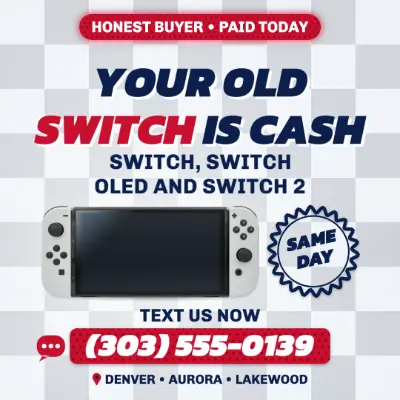 HONEST BUYER • PAID TODAY
YOUR OLD
SWITCH IS CASH
SWITCH, SWITCH
OLED AND SWITCH 2
SAME
DAY
TEXT US NOW
(303) 555-0139
DENVER • AURORA • LAKEWOOD